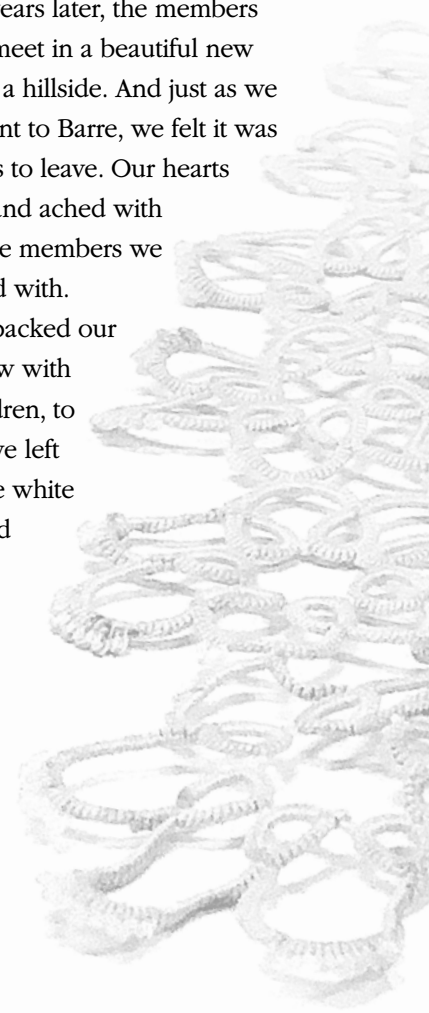 ears later, the members
meet in a beautiful new
a hillside. And just as we
nt to Barre, we felt it was
s to leave. Our hearts
and ached with
e members we
d with.
packed our
w with
dren, to
ve left
e white
d